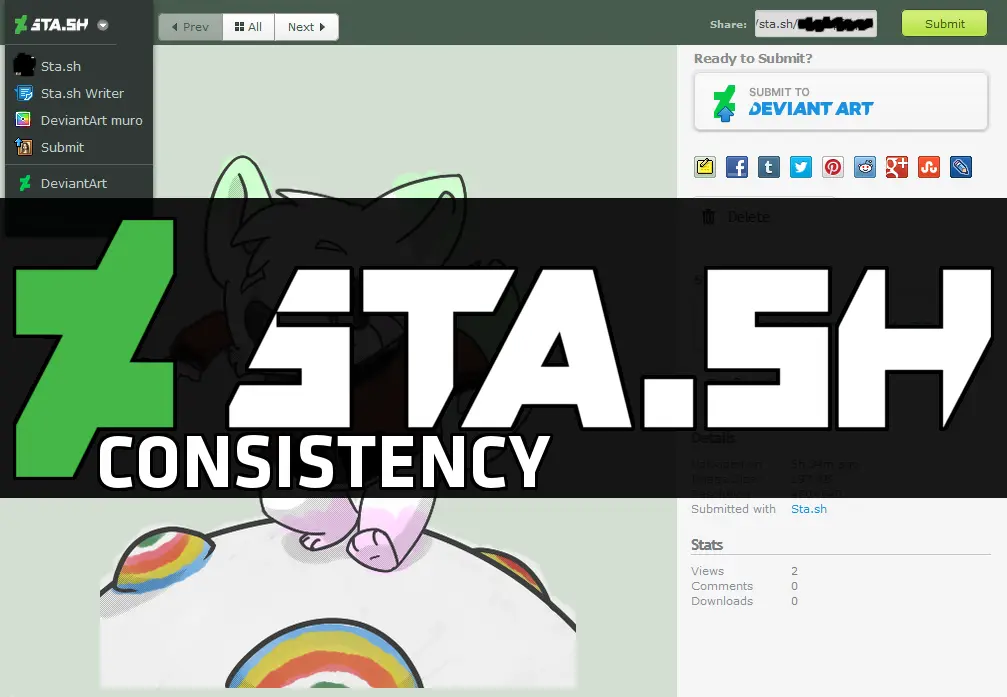 STA.SH
Prev
All
Next
Share:
/sta.sh/
Submit
Sta.sh
Sta.sh Writer
DeviantArt muro
Submit
DeviantArt
Ready to Submit?
SUBMIT TO
DEVIANT ART
Delete
STA.SH
CONSISTENCY
Details
Submitted with Sta.sh
Stats
Views 2
Comments 0
Downloads 0